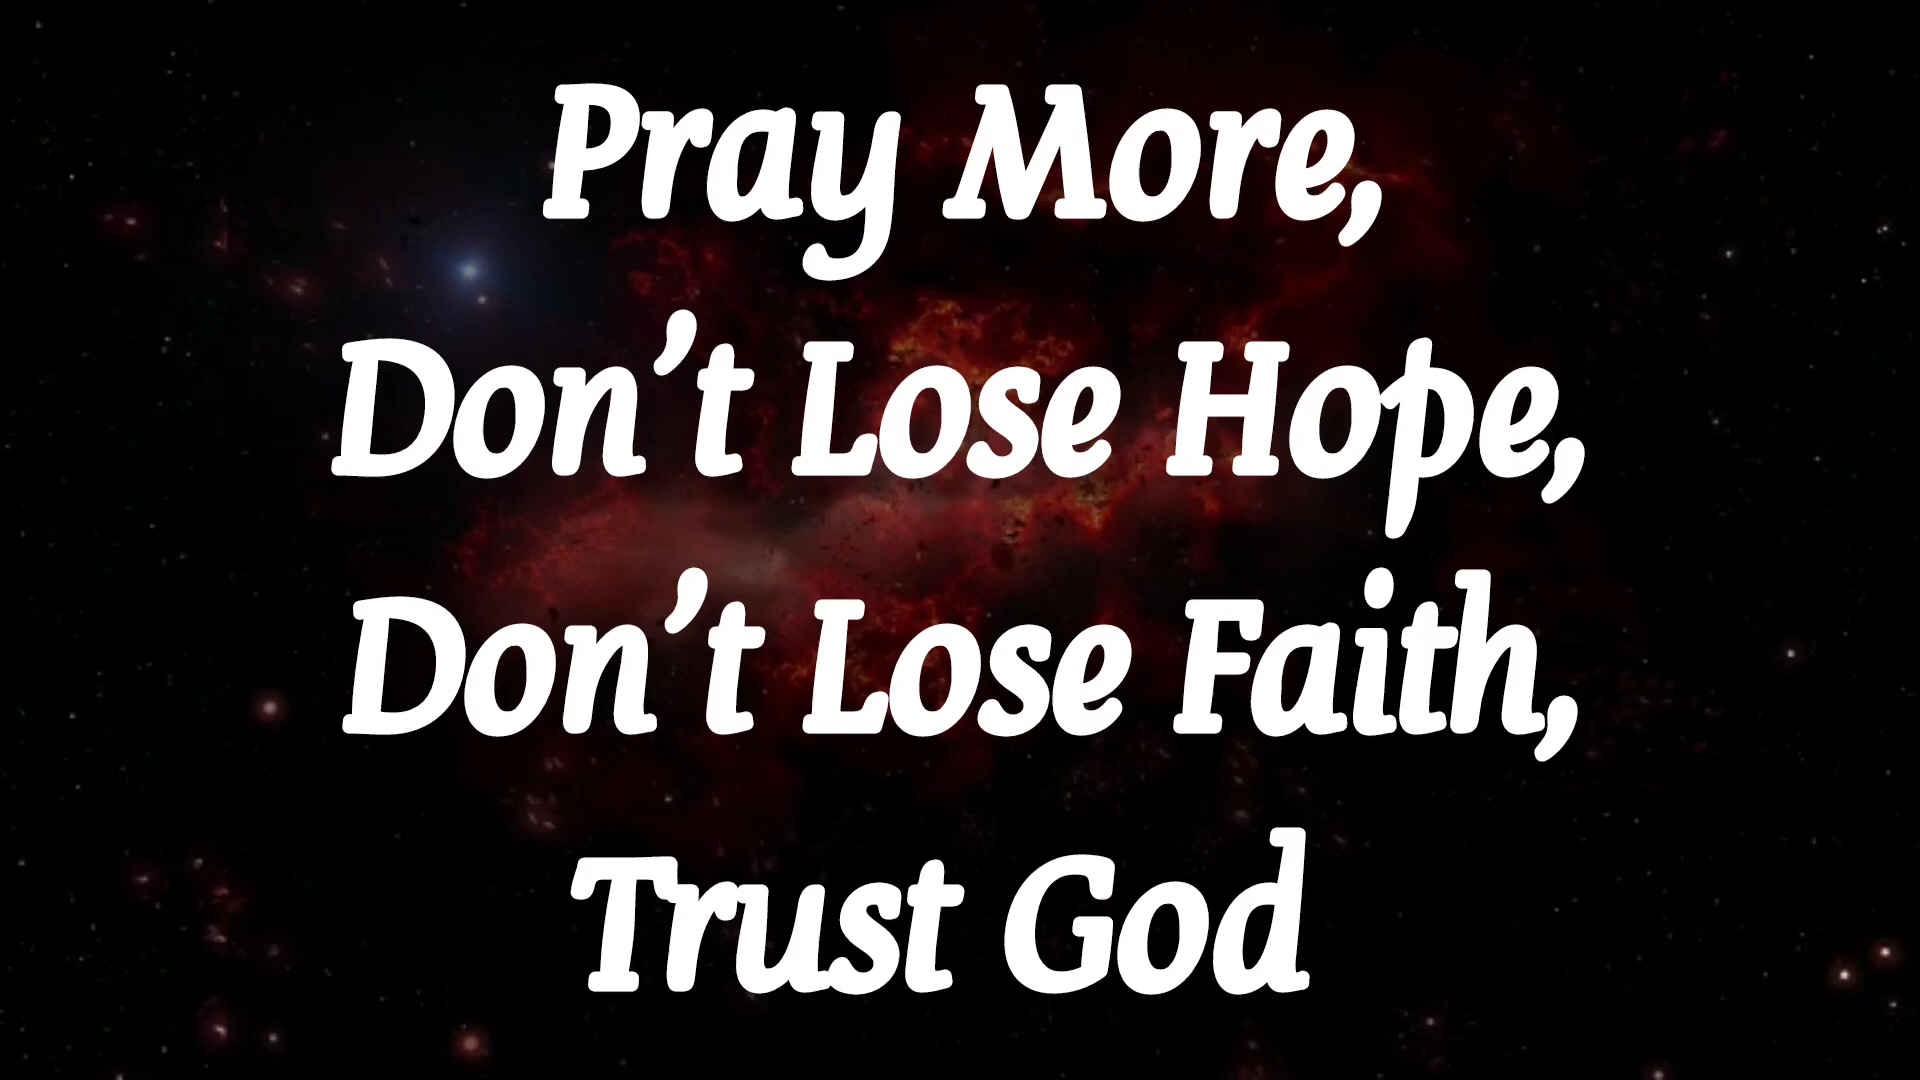 Pray More,
Don’t Lose Hope,
Don’t Lose Faith,
Trust God